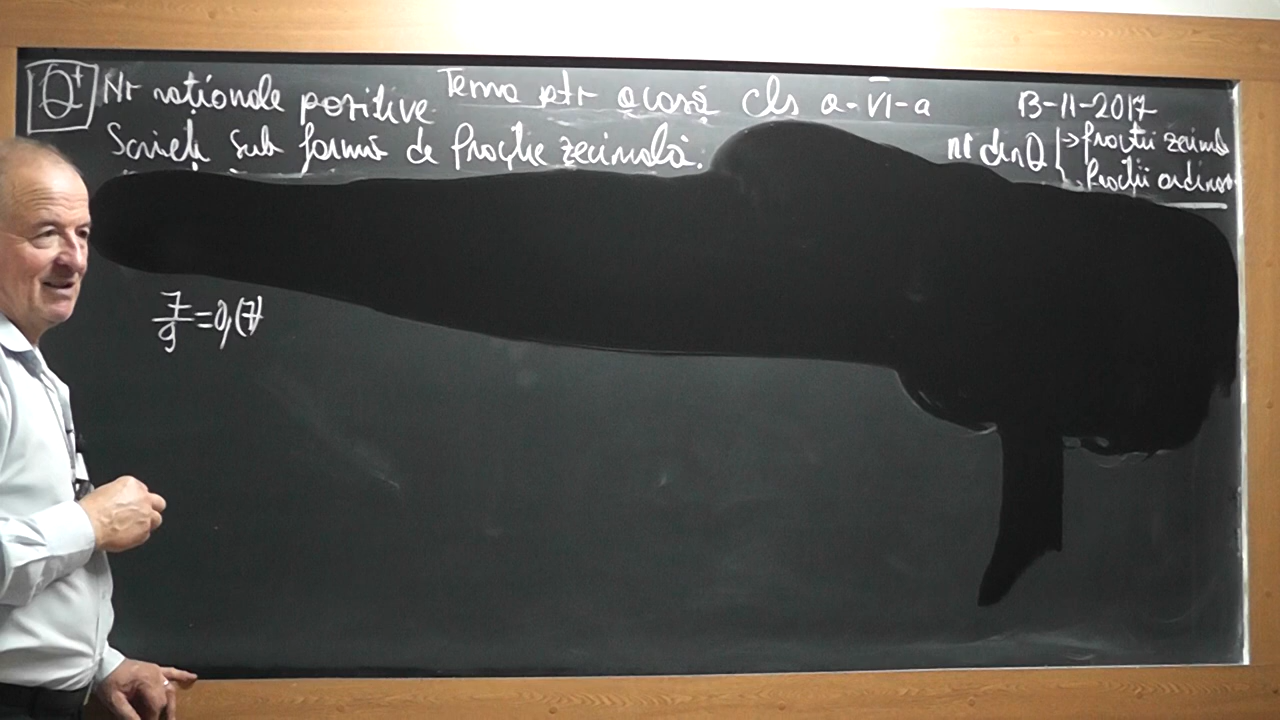 Q+ Nr raționale pozitive Tema ptr acasă cls a-VI-a 13-11-2017
Scrieți sub formă de fracție zecimală. nr din Q → fracții zecimale
→ fracții ordinare
7/9 = 0,(7)